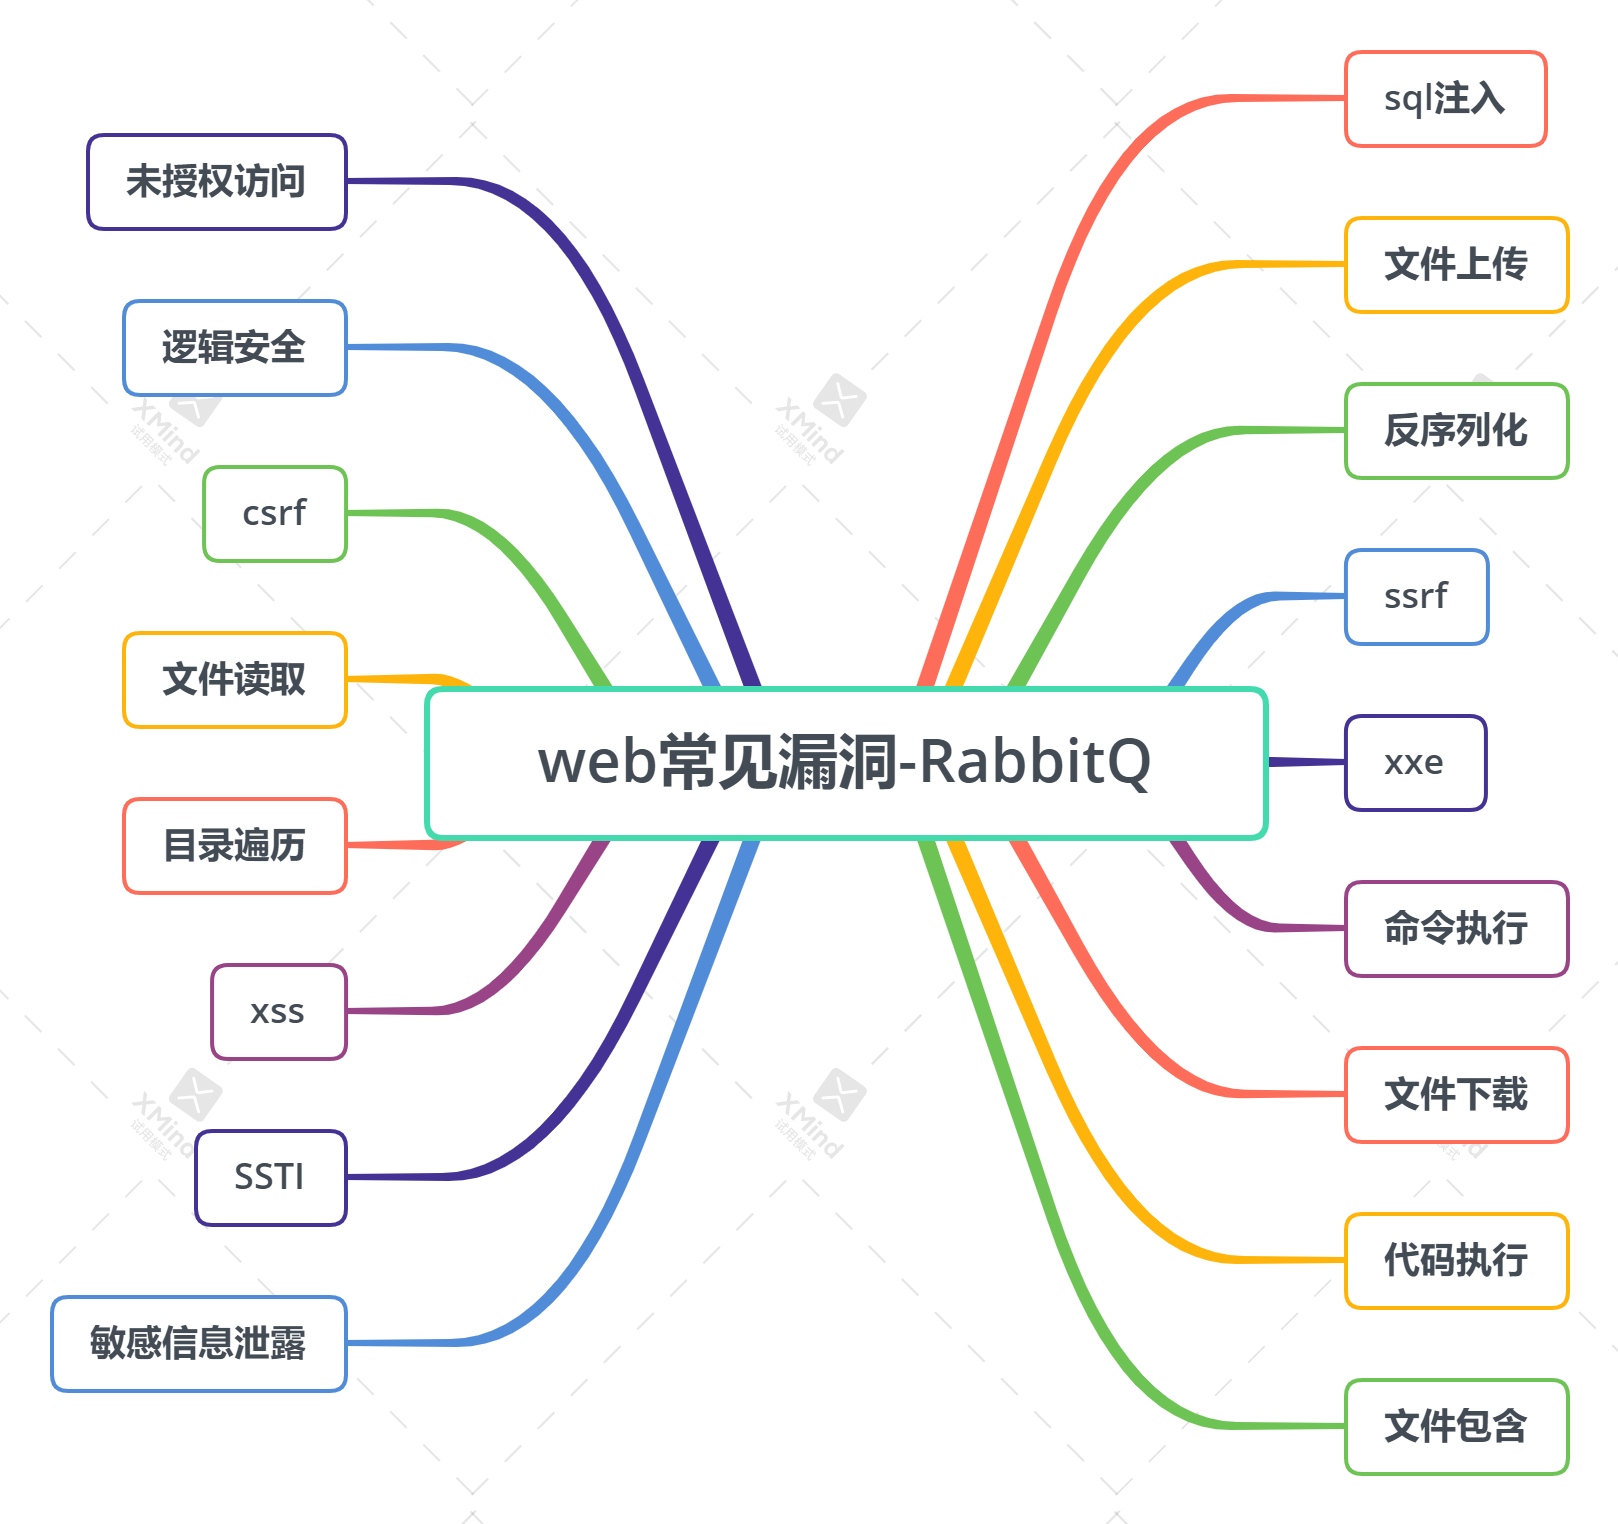 web常见漏洞-RabbitQ
sql注入
文件上传
反序列化
ssrf
xxe
命令执行
文件下载
代码执行
文件包含
未授权访问
逻辑安全
csrf
文件读取
目录遍历
xss
SSTI
敏感信息泄露
XMind
试用模式
XMind
试用模式
XMind
试用模式
XMind
试用模式